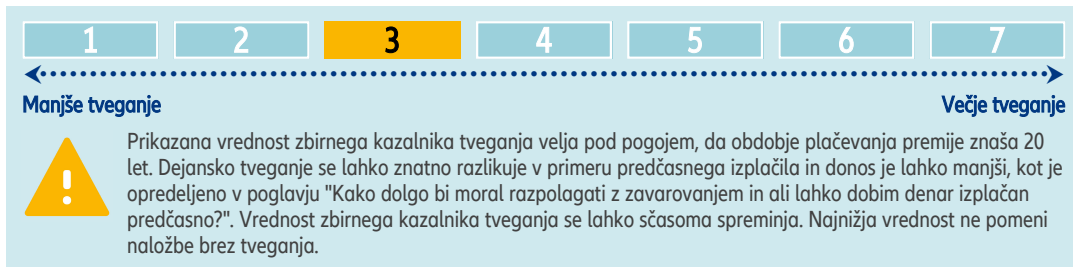 1 2 3 4 5 6 7
Manjše tveganje Večje tveganje
Prikazana vrednost zbirnega kazalnika tveganja velja pod pogojem, da obdobje plačevanja premije znaša 20
let. Dejansko tveganje se lahko znatno razlikuje v primeru predčasnega izplačila in donos je lahko manjši, kot je
opredeljeno v poglavju "Kako dolgo bi moral razpolagati z zavarovanjem in ali lahko dobim denar izplačan
predčasno?". Vrednost zbirnega kazalnika tveganja se lahko sčasoma spreminja. Najnižja vrednost ne pomeni
naložbe brez tveganja.